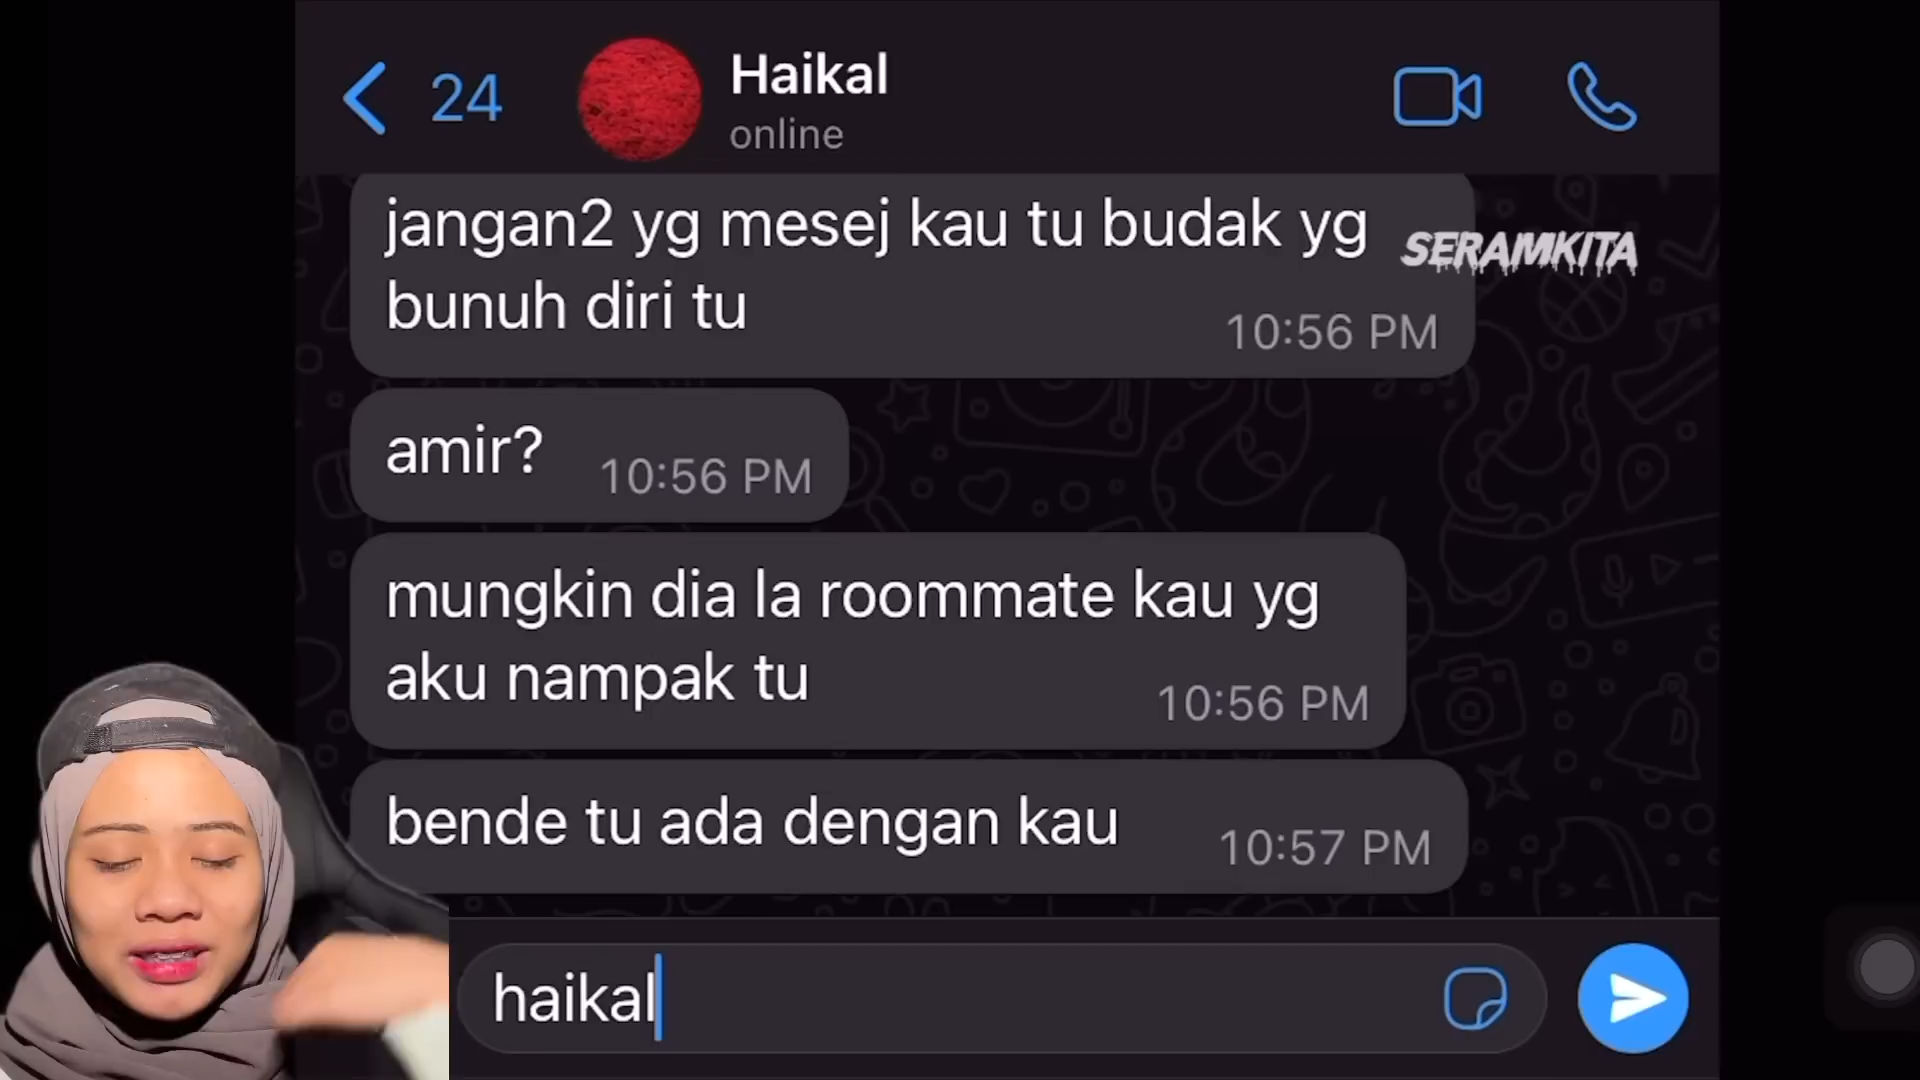 24
Haikal
online
jangan2 yg mesej kau tu budak yg
bunuh diri tu
10:56 PM
SERAMKITA
amir?
10:56 PM
mungkin dia la roommate kau yg
aku nampak tu
10:56 PM
bende tu ada dengan kau
10:57 PM
haikal